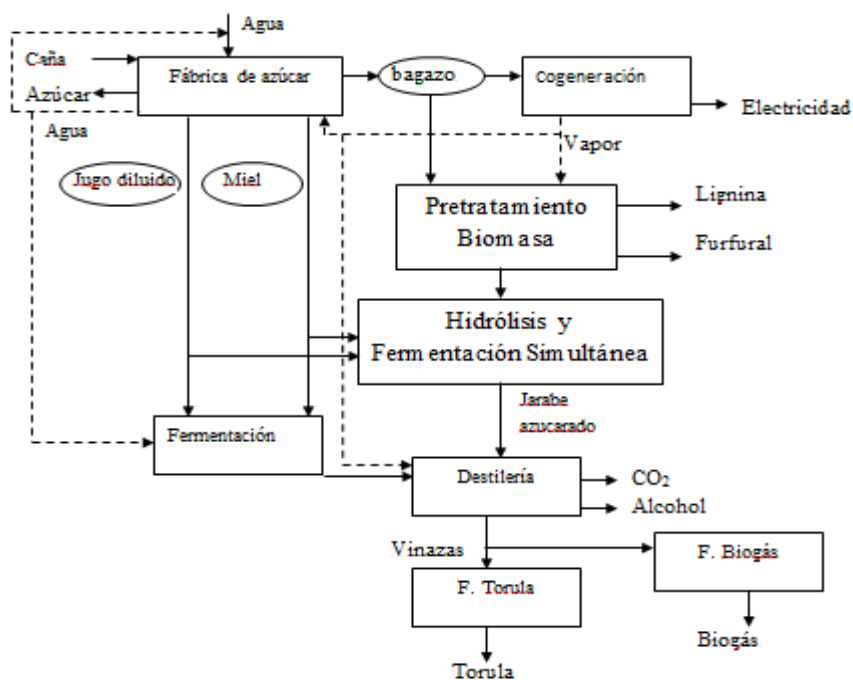 Agua
Caña
Fábrica de azúcar
bagazo
Cogeneración
Azúcar
Electricidad
Agua
Vapor
Jugo diluido
Miel
Pretratamiento
Biomasa
Lignina
Furfural
Hidrólisis y
Fermentación Simultánea
Jarabe
azucarado
Fermentación
Destilería
CO₂
Alcohol
Vinazas
F. Biogás
F. Torula
Biogás
Torula